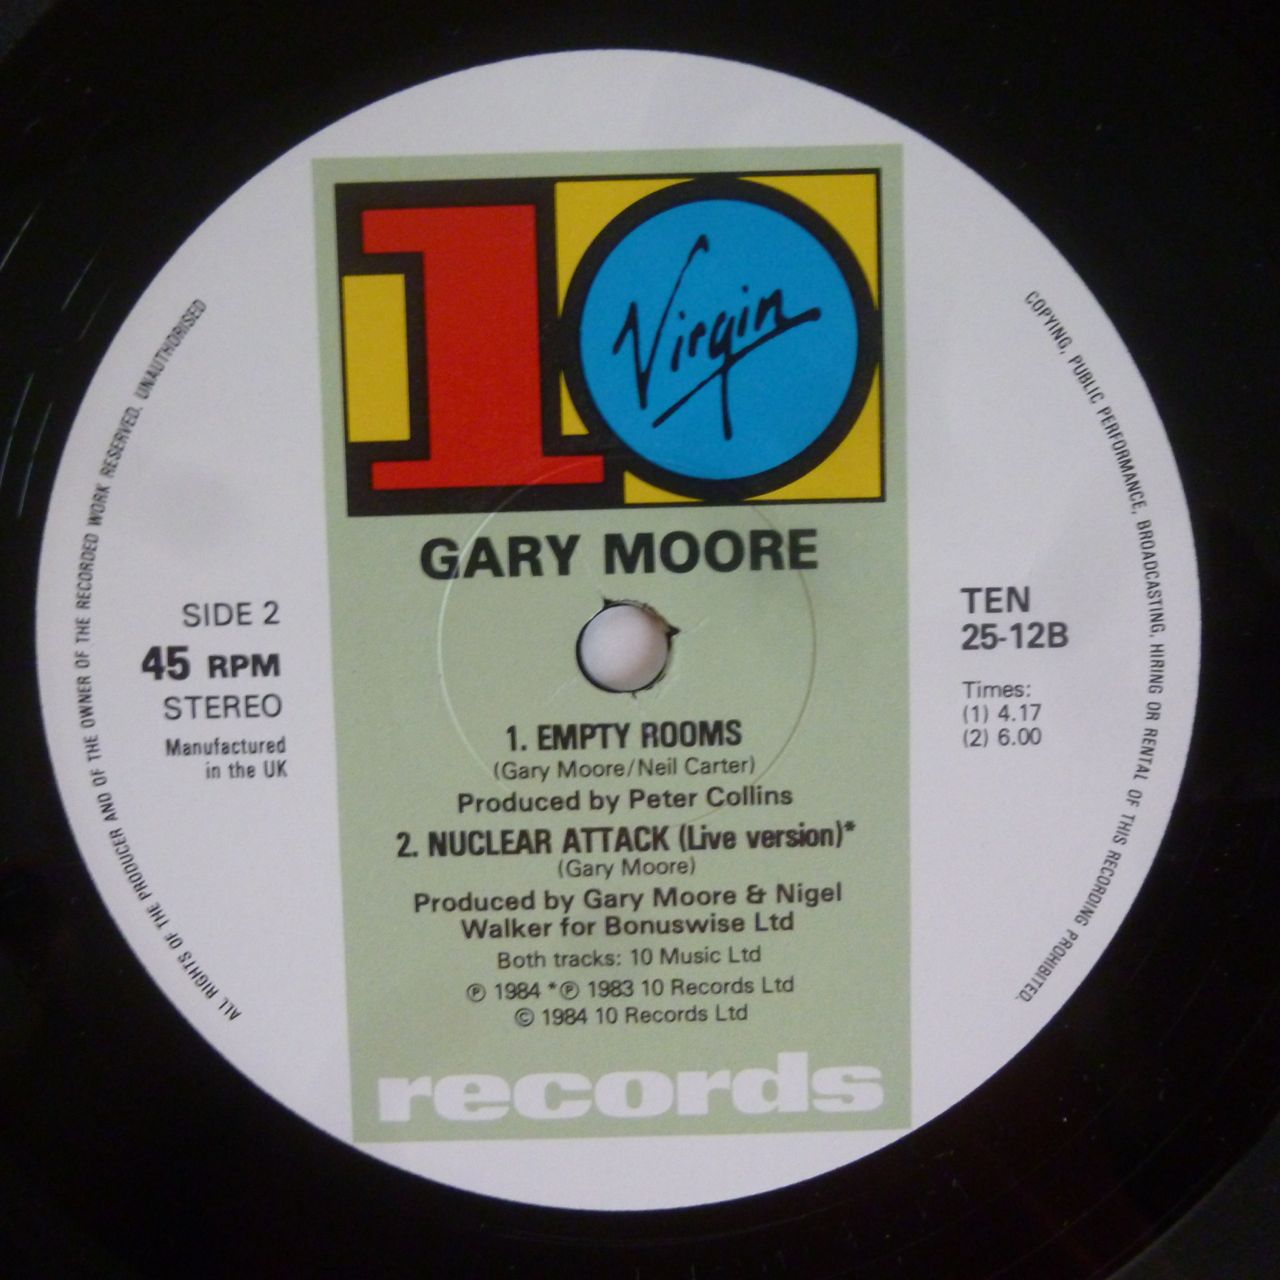 10
Virgin
GARY MOORE
SIDE 2
45 RPM
STEREO
Manufactured
in the UK
TEN
25-12B
Times:
(1) 4.17
(2) 6.00
1. EMPTY ROOMS
(Gary Moore/Neil Carter)
Produced by Peter Collins
2. NUCLEAR ATTACK (Live version)*
(Gary Moore)
Produced by Gary Moore & Nigel
Walker for Bonuswise Ltd
Both tracks: 10 Music Ltd
℗ 1984 *℗ 1983 10 Records Ltd
© 1984 10 Records Ltd
records
ALL RIGHTS OF THE PRODUCER AND OF THE OWNER OF THE RECORDED WORK RESERVED. UNAUTHORISED
COPYING, PUBLIC PERFORMANCE, BROADCASTING, HIRING OR RENTAL OF THIS RECORDING PROHIBITED.